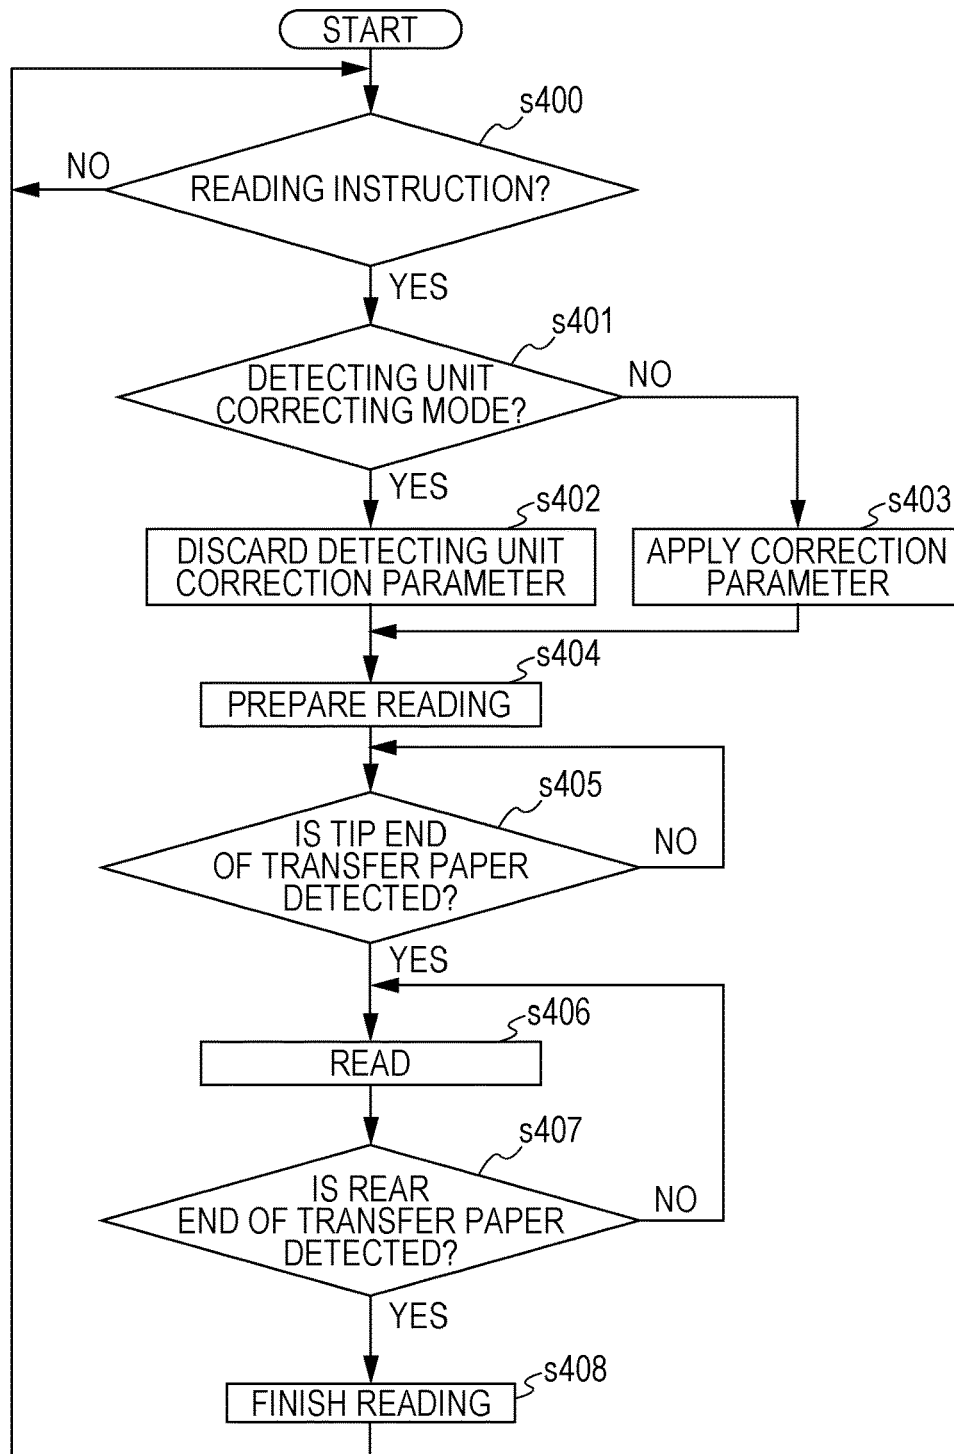 START
s400
NO
READING INSTRUCTION?
YES
s401
DETECTING UNIT
CORRECTING MODE?
NO
YES
s402
DISCARD DETECTING UNIT
CORRECTION PARAMETER
s403
APPLY CORRECTION
PARAMETER
s404
PREPARE READING
s405
IS TIP END
OF TRANSFER PAPER
DETECTED?
NO
YES
s406
READ
s407
IS REAR
END OF TRANSFER PAPER
DETECTED?
NO
YES
s408
FINISH READING